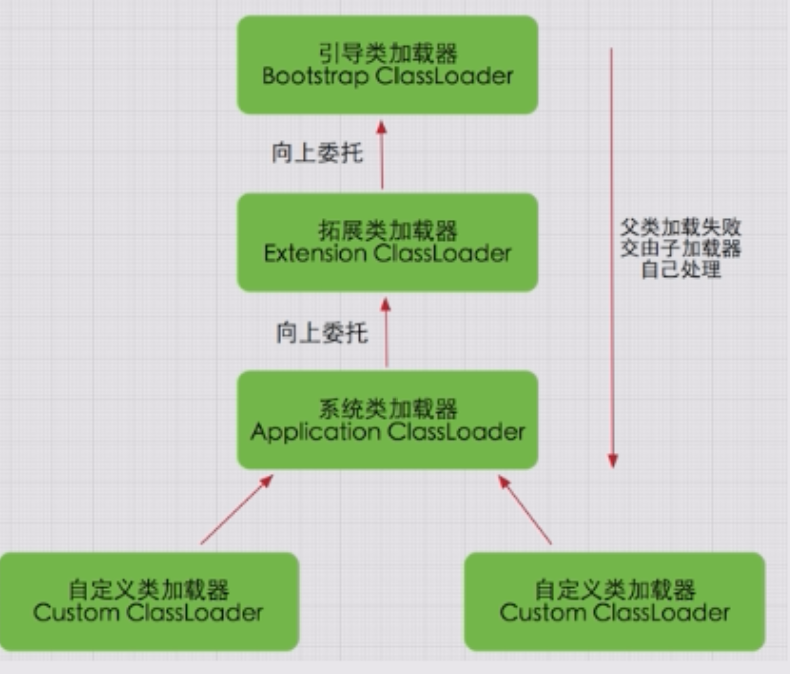 引导类加载器
Bootstrap ClassLoader
向上委托
拓展类加载器
Extension ClassLoader
父类加载失败
交由子加载器
自己处理
向上委托
系统类加载器
Application ClassLoader
自定义类加载器
Custom ClassLoader
自定义类加载器
Custom ClassLoader